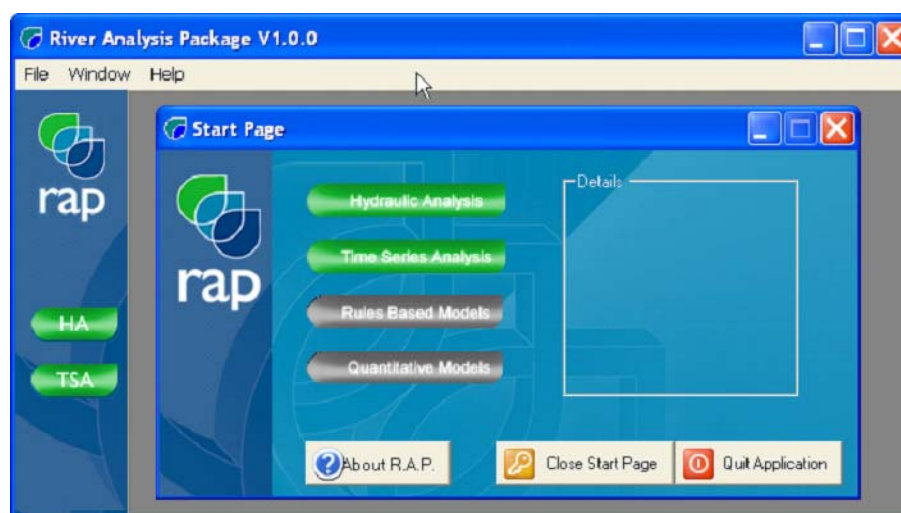 River Analysis Package V1.0.0
File Window Help
rap
HA
TSA
Start Page
rap
Hydraulic Analysis
Time Series Analysis
Rules Based Models
Quantitative Models
Details
About R.A.P.
Close Start Page
Quit Application